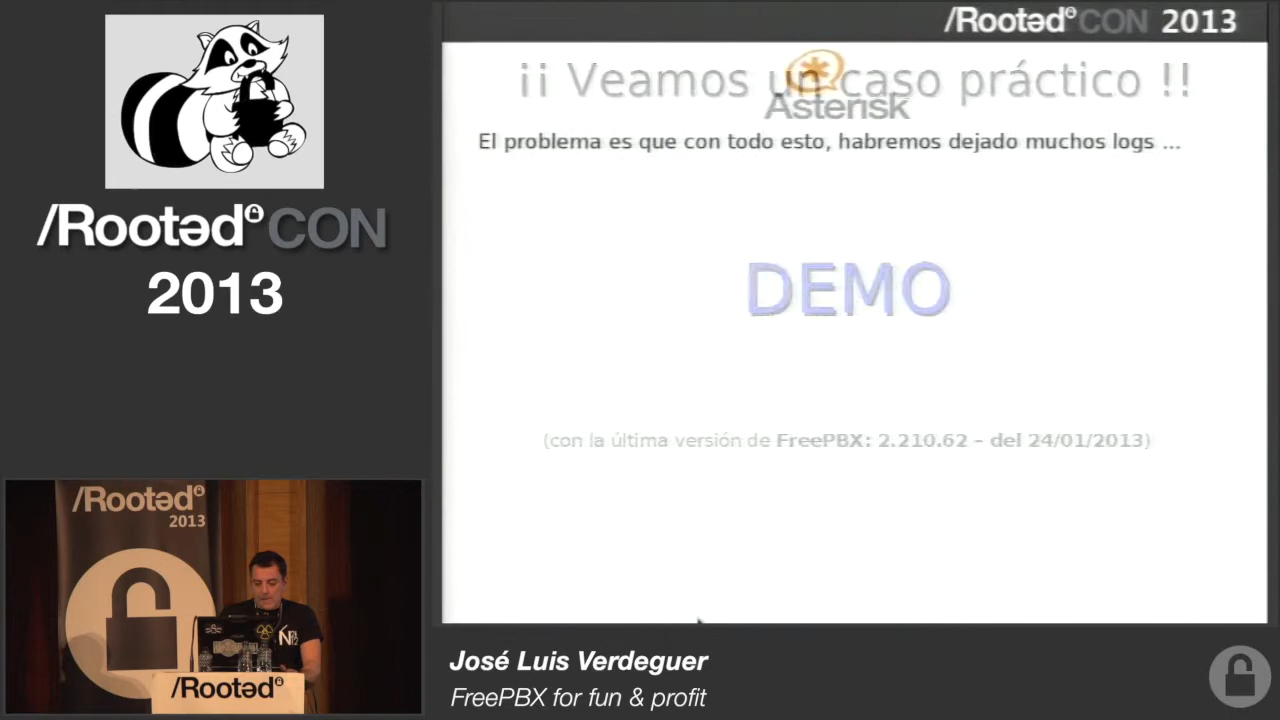 /Rootəd CON
2013
/Rootəd CON 2013
¡¡ Veamos un caso práctico !!
Asterisk
El problema es que con todo esto, habremos dejado muchos logs ...
DEMO
(con la última versión de FreePBX: 2.210.62 - del 24/01/2013)
/Rootəd
2013
/Rootəd
José Luis Verdeguer
FreePBX for fun & profit